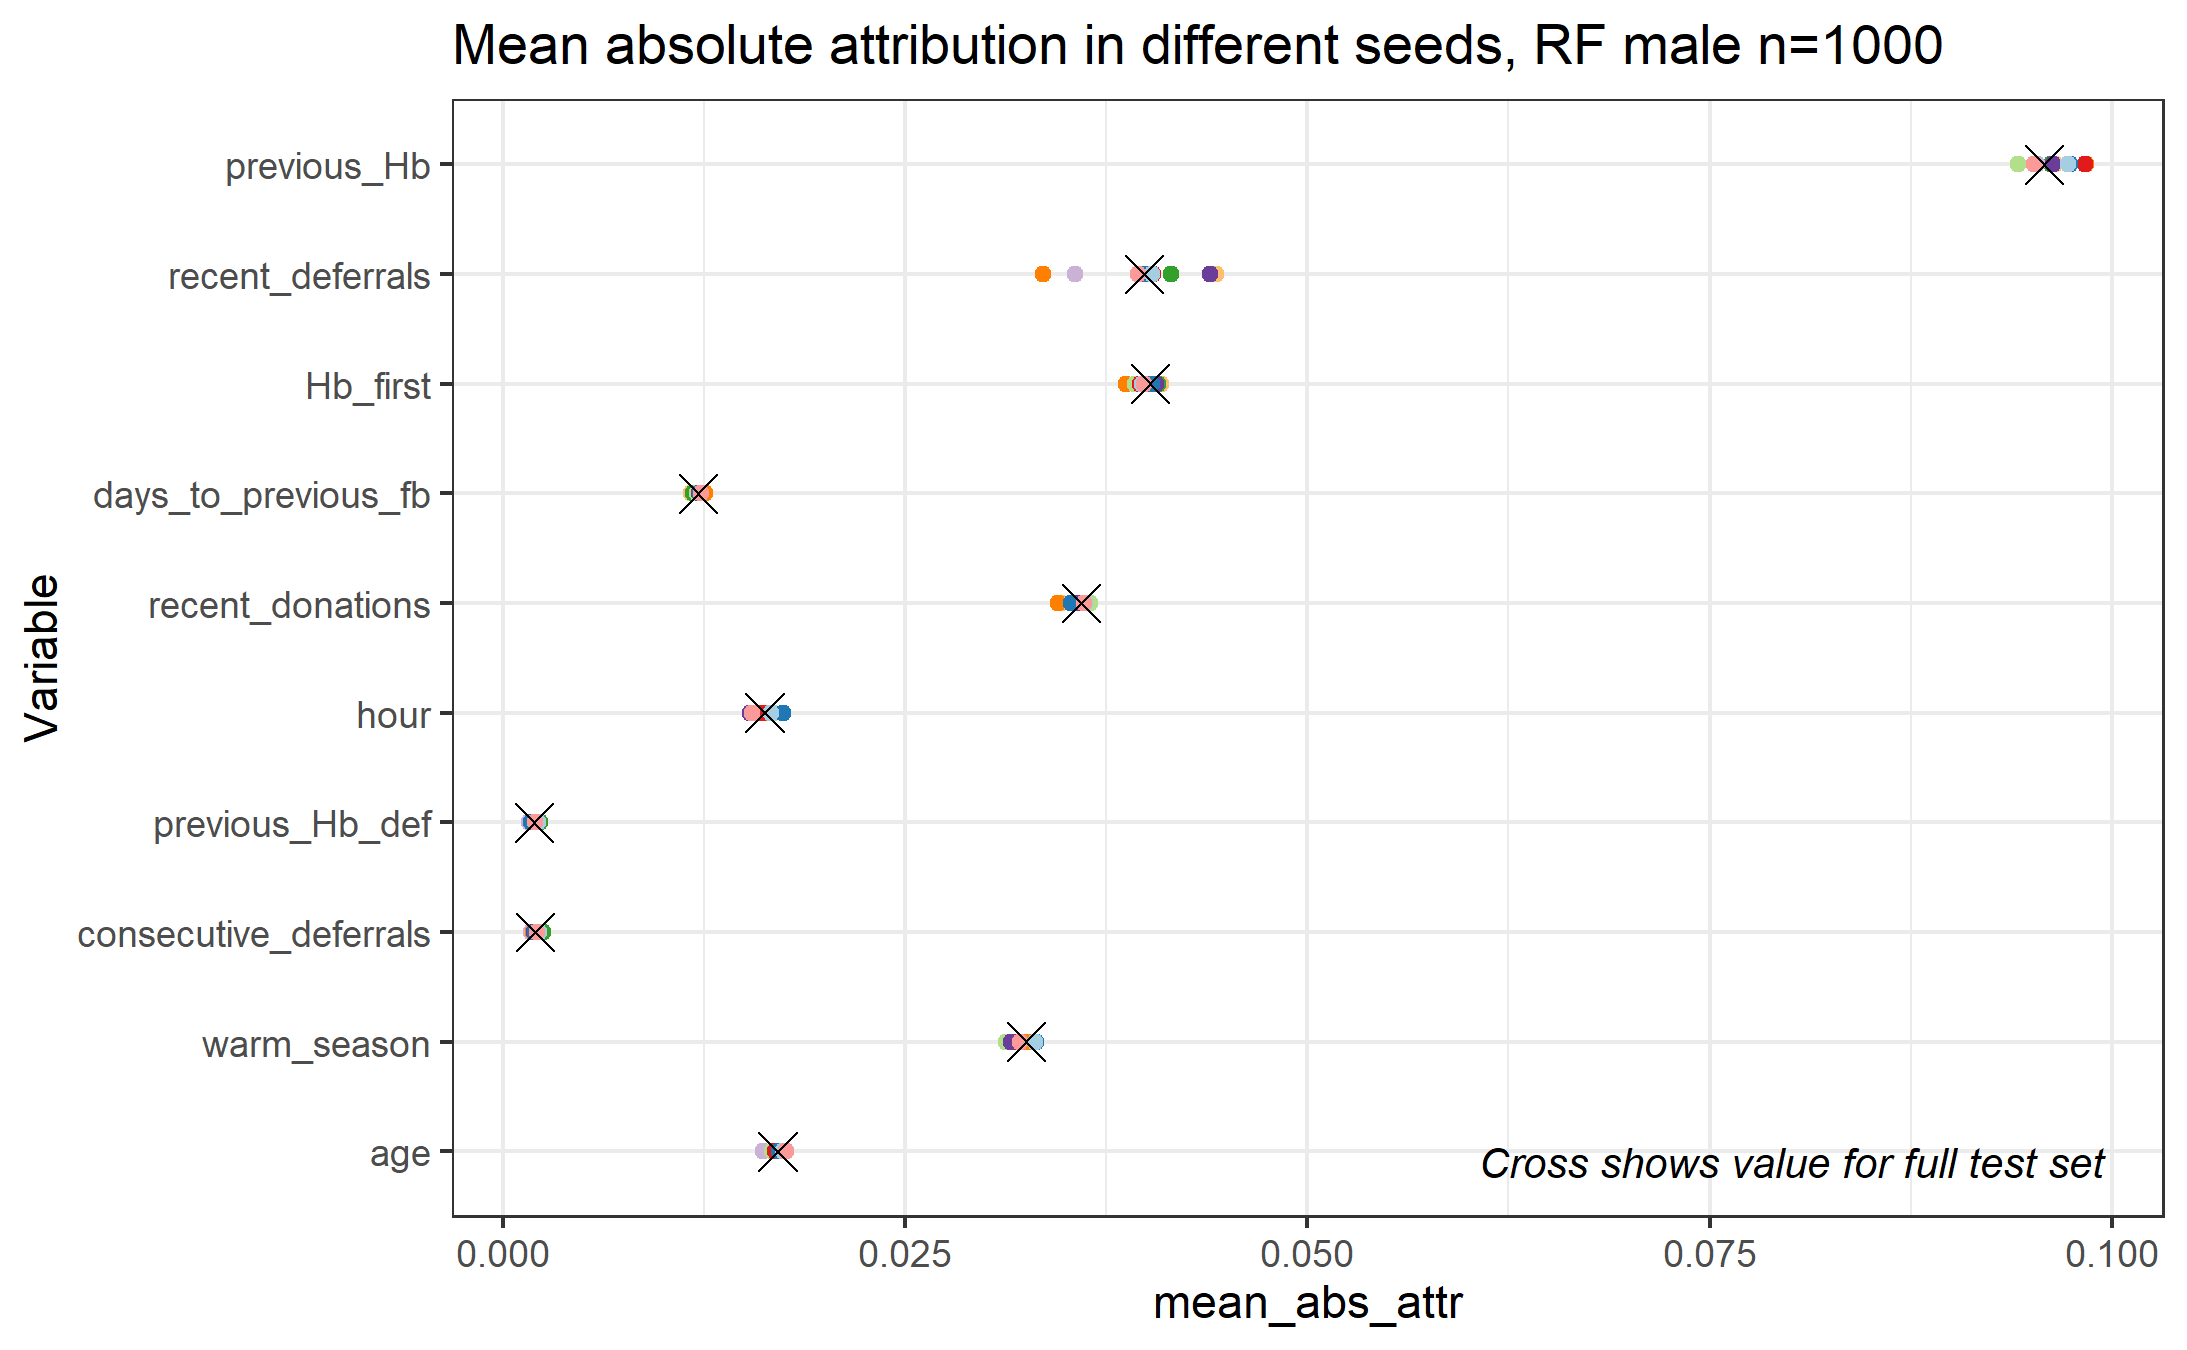 Mean absolute attribution in different seeds, RF male n=1000
previous_Hb
recent_deferrals
Hb_first
days_to_previous_fb
recent_donations
hour
previous_Hb_def
consecutive_deferrals
warm_season
age
Variable
Cross shows value for full test set
0.000 0.025 0.050 0.075 0.100
mean_abs_attr